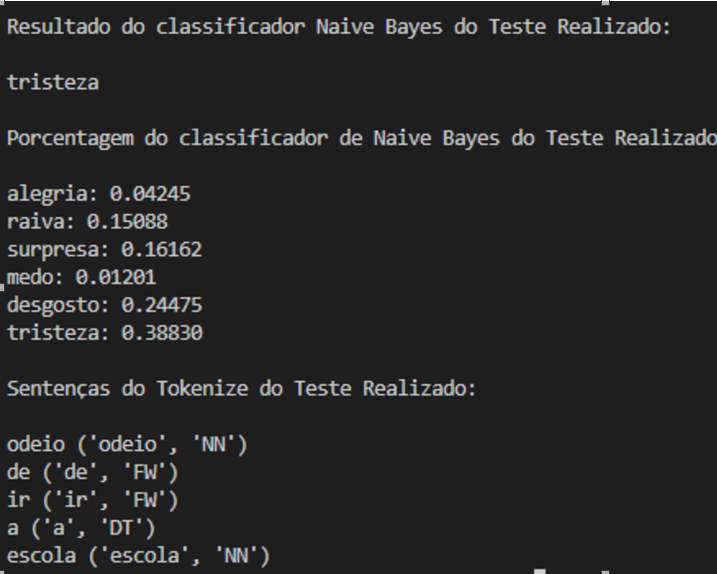 Resultado do classificador Naive Bayes do Teste Realizado:
tristeza
Porcentagem do classificador de Naive Bayes do Teste Realizado
alegria: 0.04245
raiva: 0.15088
surpresa: 0.16162
medo: 0.01201
desgosto: 0.24475
tristeza: 0.38830
Sentenças do Tokenize do Teste Realizado:
odeio ('odeio', 'NN')
de ('de', 'FW')
ir ('ir', 'FW')
a ('a', 'DT')
escola ('escola', 'NN')